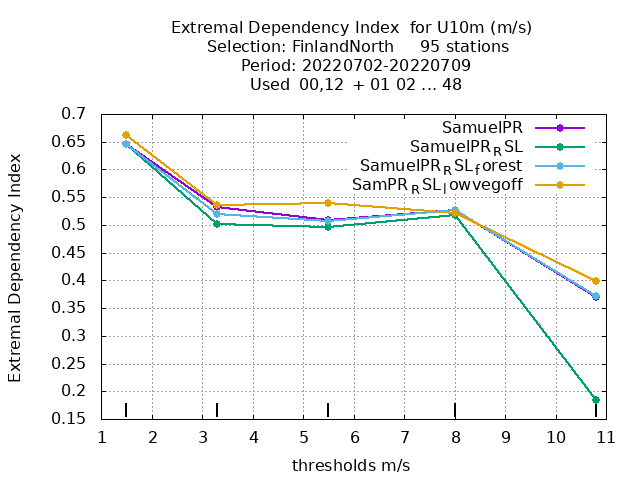 Extremal Dependency Index  for U10m (m/s)
Selection: FinlandNorth     95 stations
Period: 20220702-20220709
Used  00,12  + 01 02 ... 48
SamuelPR
SamuelPR_RSL
SamuelPR_RSL_forest
SamPR_RSL_lowvegoff
Extremal Dependency Index
0.7
0.65
0.6
0.55
0.5
0.45
0.4
0.35
0.3
0.25
0.2
0.15
1 2 3 4 5 6 7 8 9 10 11
thresholds m/s